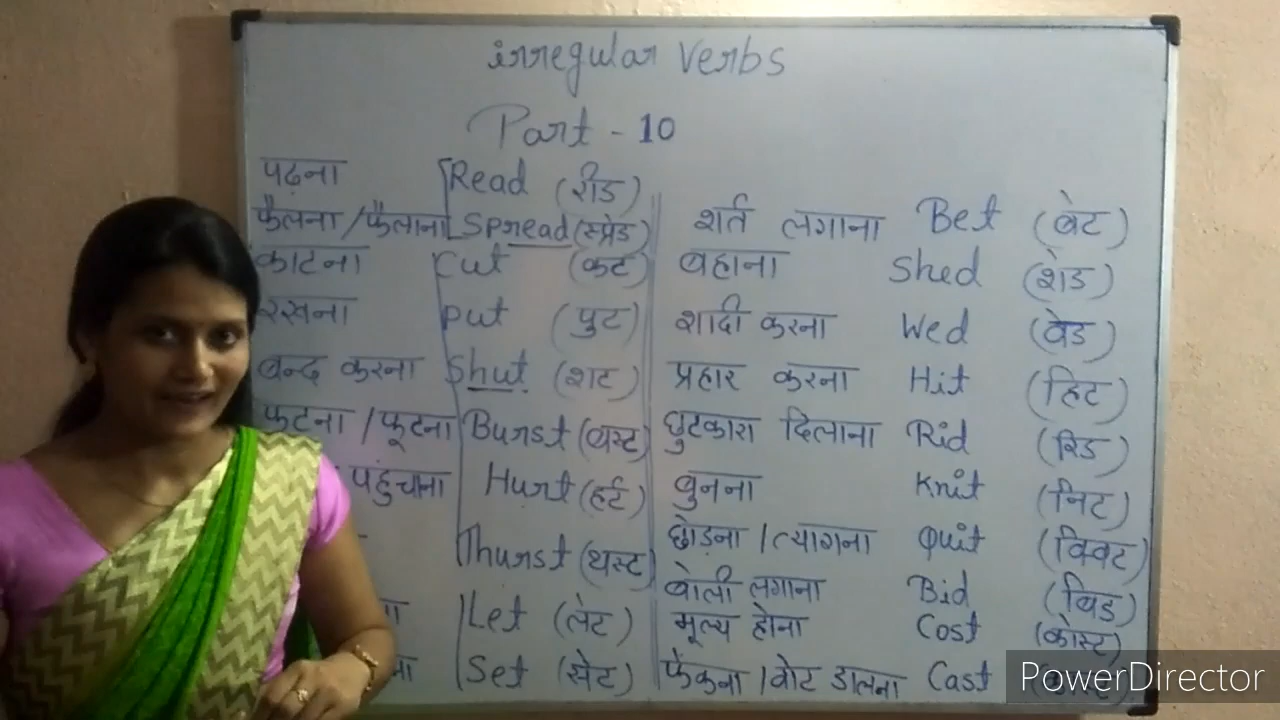 irregular Verbs
Part - 10
पढ़ना Read (रीड)
फैलना /फैलाना Spread (स्प्रेड)
काटना Cut (कट)
रखना put (पुट)
बन्द करना Shut (शट)
फटना /फूटना Burst (बर्स्ट)
पहुंचाना Hurt (हर्ट)
Thurst (थर्स्ट)
Let (लेट)
Set (सेट)
शर्त लगाना Bet (बेट)
बहाना Shed (शेड)
शादी करना Wed (वेड)
प्रहार करना Hit (हिट)
छुटकारा दिलाना Rid (रिड)
बुनना Knit (निट)
छोड़ना /त्यागना Quit (क्विट)
बोली लगाना Bid (बिड)
मूल्य होना Cost (कोस्ट)
फेंकना /वोट डालना Cast
PowerDirector